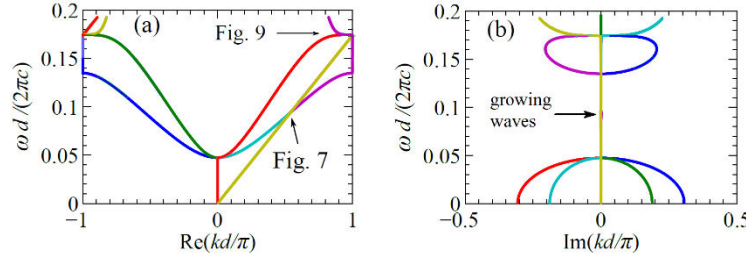 0.2
0.15
0.1
0.05
0
ω d /(2πc)
(a)
Fig. 9
Fig. 7
−1
0
1
Re(kd/π)
0.2
0.15
0.1
0.05
0
ω d /(2πc)
(b)
growing
waves
−0.5
0
0.5
Im(kd/π)